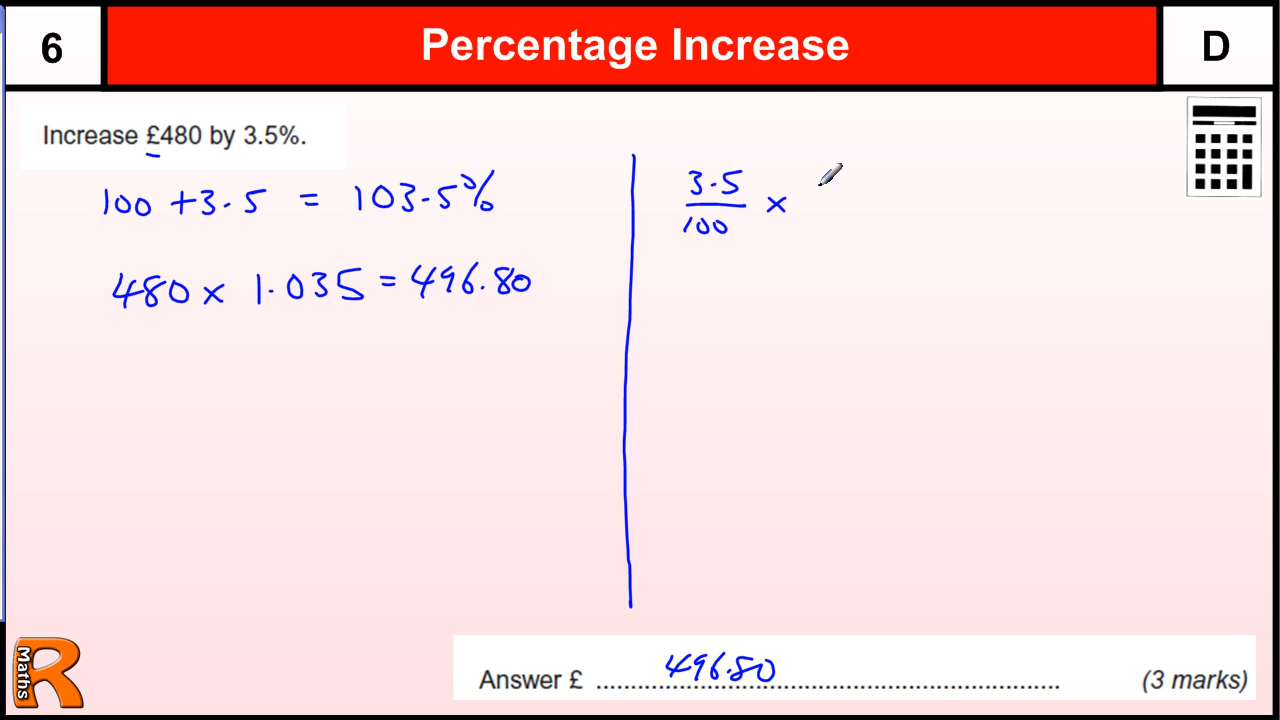 6
Percentage Increase
D
Increase £480 by 3.5%.
100 + 3.5 = 103.5%
480 x 1.035 = 496.80
3.5
100
x
Maths
R
Answer £ .......496.80....... (3 marks)